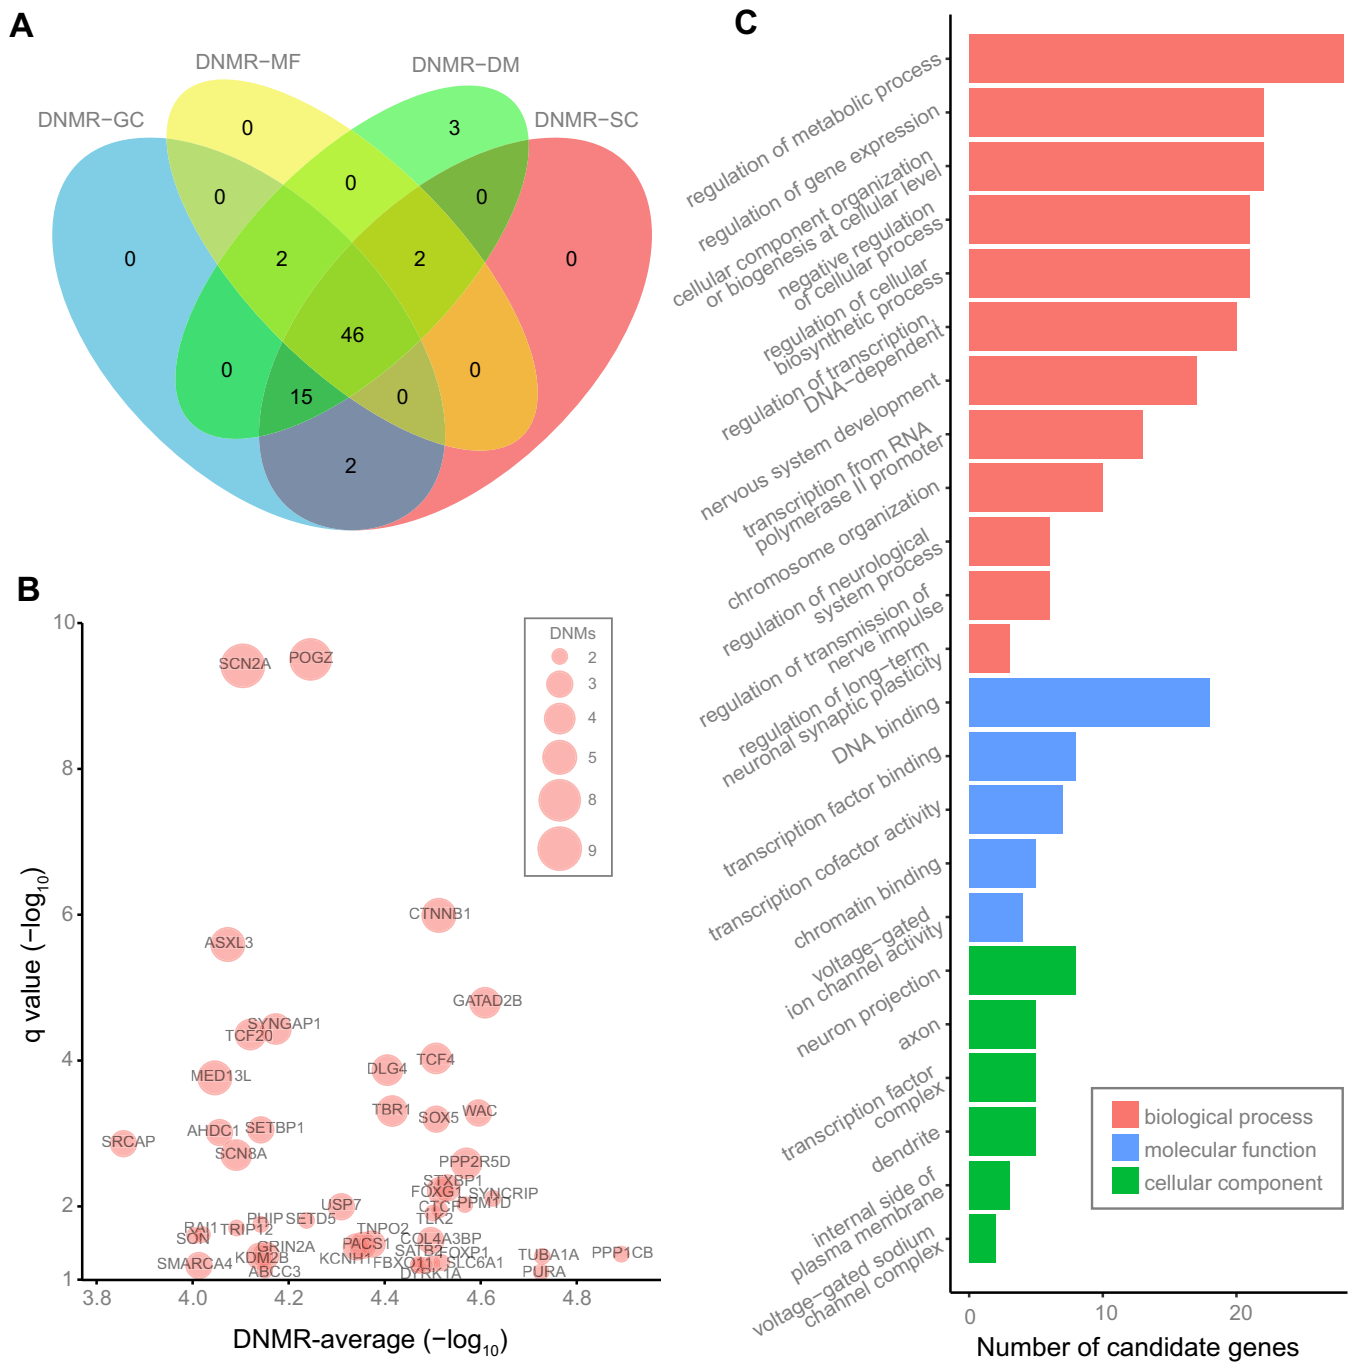 A
DNMR−MF
DNMR−DM
DNMR−GC
DNMR−SC
0
3
0
0
0
0
2
2
0
46
0
0
15
0
2
B
10
8
6
4
2
1
q value (−log10)
3.8
4.0
4.2
4.4
4.6
4.8
DNMR-average (−log10)
DNMs
2
3
4
5
8
9
SCN2A
POGZ
CTNNB1
ASXL3
GATAD2B
SYNGAP1
TCF20
TCF4
DLG4
MED13L
TBR1
SOX5
WAC
AHDC1
SETBP1
SRCAP
SCN8A
PPP2R5D
STXBP1
FOXG1
SYNCRIP
PPM1D
CTCF
USP7
TLK2
PHIP
SETD5
RAI1
TRIP12
SON
TNPO2
COL4A3BP
PACS1
GRIN2A
SATB2
FOXP1
KCNH1
KDM2B
SMARCA4
FBXO11
SLC6A1
TUBA1A
PPP1CB
ABCC3
DYRK1A
PURA
C
regulation of metabolic process
regulation of gene expression
cellular component organization
or biogenesis at cellular level
negative regulation
of cellular process
regulation of cellular
biosynthetic process
regulation of transcription,
DNA−dependent
nervous system development
transcription from RNA
polymerase II promoter
chromosome organization
regulation of neurological
system process
regulation of transmission of
nerve impulse
regulation of long−term
neuronal synaptic plasticity
DNA binding
transcription factor binding
transcription cofactor activity
chromatin binding
voltage−gated
ion channel activity
neuron projection
axon
transcription factor
complex
dendrite
internal side of
plasma membrane
voltage−gated sodium
channel complex
biological process
molecular function
cellular component
0
10
20
Number of candidate genes